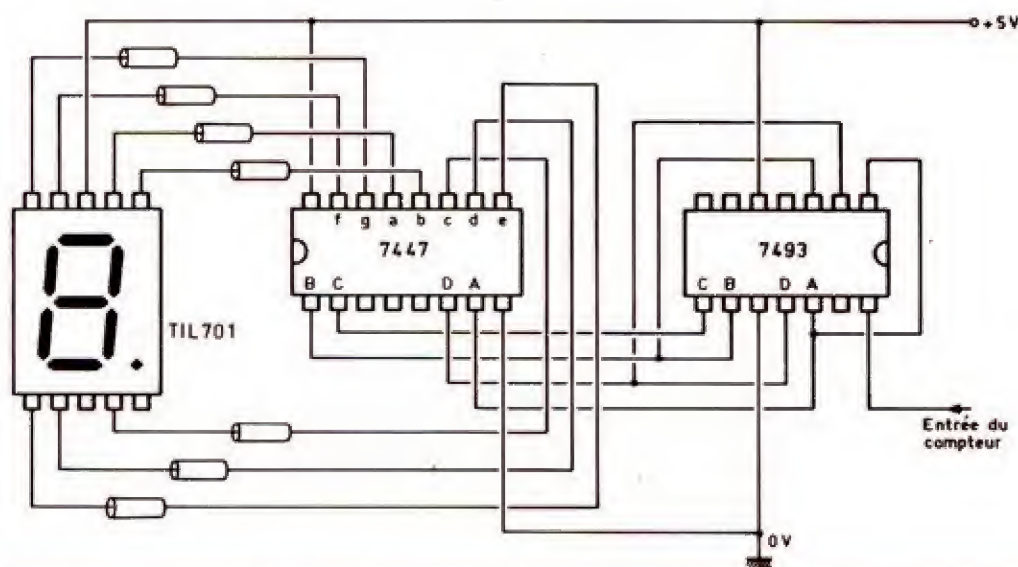 +5V
f g a b c d e
7447
B C D A
7493
C B D A
TIL701
Entrée du
compteur
0V